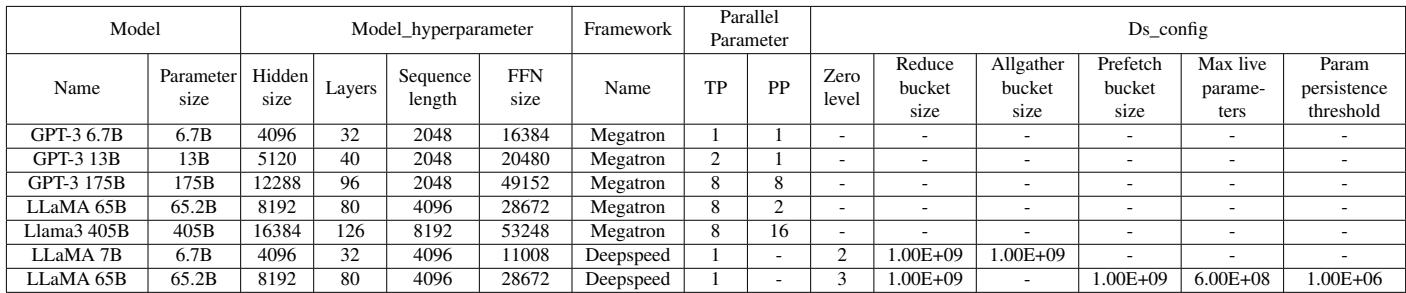 Model Model_hyperparameter Framework Parallel Parameter Ds_config
Name Parameter size Hidden size Layers Sequence length FFN size Name TP PP Zero level Reduce bucket size Allgather bucket size Prefetch bucket size Max live parame-ters Param persistence threshold
GPT-3 6.7B 6.7B 4096 32 2048 16384 Megatron 1 1 - - - - - -
GPT-3 13B 13B 5120 40 2048 20480 Megatron 2 1 - - - - - -
GPT-3 175B 175B 12288 96 2048 49152 Megatron 8 8 - - - - - -
LLaMA 65B 65.2B 8192 80 4096 28672 Megatron 8 2 - - - - - -
Llama3 405B 405B 16384 126 8192 53248 Megatron 8 16 - - - - - -
LLaMA 7B 6.7B 4096 32 4096 11008 Deepspeed 1 - 2 1.00E+09 1.00E+09 - - -
LLaMA 65B 65.2B 8192 80 4096 28672 Deepspeed 1 - 3 1.00E+09 - 1.00E+09 6.00E+08 1.00E+06